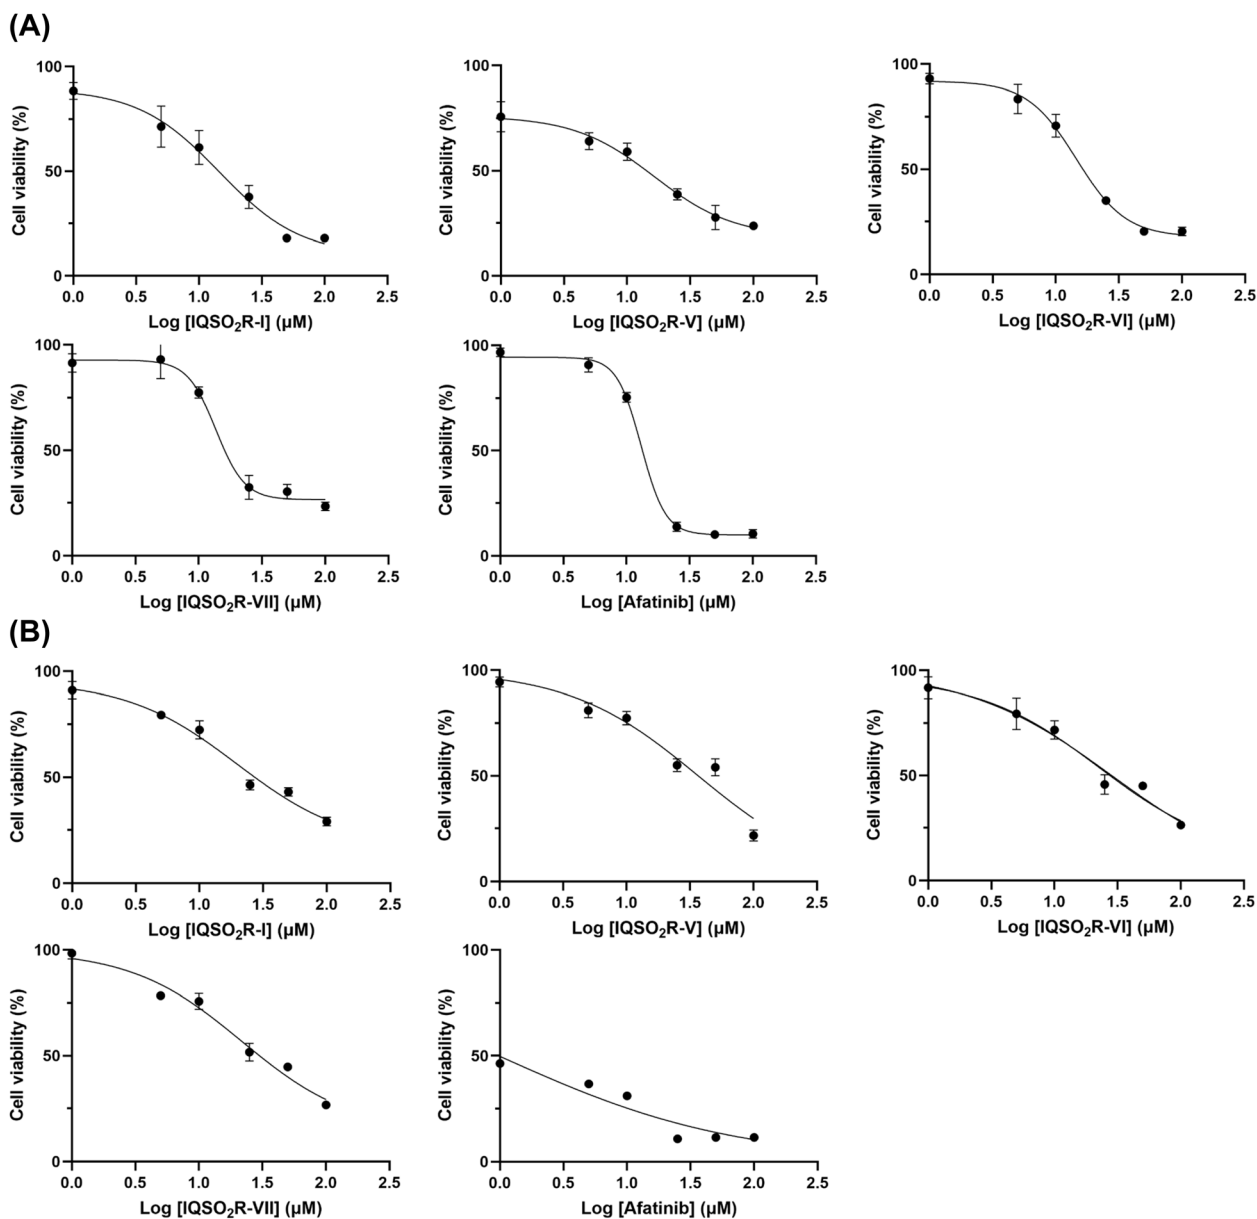 (A)
100
50
0
Cell viability (%)
0.0 0.5 1.0 1.5 2.0 2.5
Log [IQSO₂R-I] (µM)
100
50
0
Cell viability (%)
0.0 0.5 1.0 1.5 2.0 2.5
Log [IQSO₂R-V] (µM)
100
50
0
Cell viability (%)
0.0 0.5 1.0 1.5 2.0 2.5
Log [IQSO₂R-VI] (µM)
100
50
0
Cell viability (%)
0.0 0.5 1.0 1.5 2.0 2.5
Log [IQSO₂R-VII] (µM)
100
50
0
Cell viability (%)
0.0 0.5 1.0 1.5 2.0 2.5
Log [Afatinib] (µM)
(B)
100
50
0
Cell viability (%)
0.0 0.5 1.0 1.5 2.0 2.5
Log [IQSO₂R-I] (µM)
100
50
0
Cell viability (%)
0.0 0.5 1.0 1.5 2.0 2.5
Log [IQSO₂R-V] (µM)
100
50
0
Cell viability (%)
0.0 0.5 1.0 1.5 2.0 2.5
Log [IQSO₂R-VI] (µM)
100
50
0
Cell viability (%)
0.0 0.5 1.0 1.5 2.0 2.5
Log [IQSO₂R-VII] (µM)
100
50
0
Cell viability (%)
0.0 0.5 1.0 1.5 2.0 2.5
Log [Afatinib] (µM)